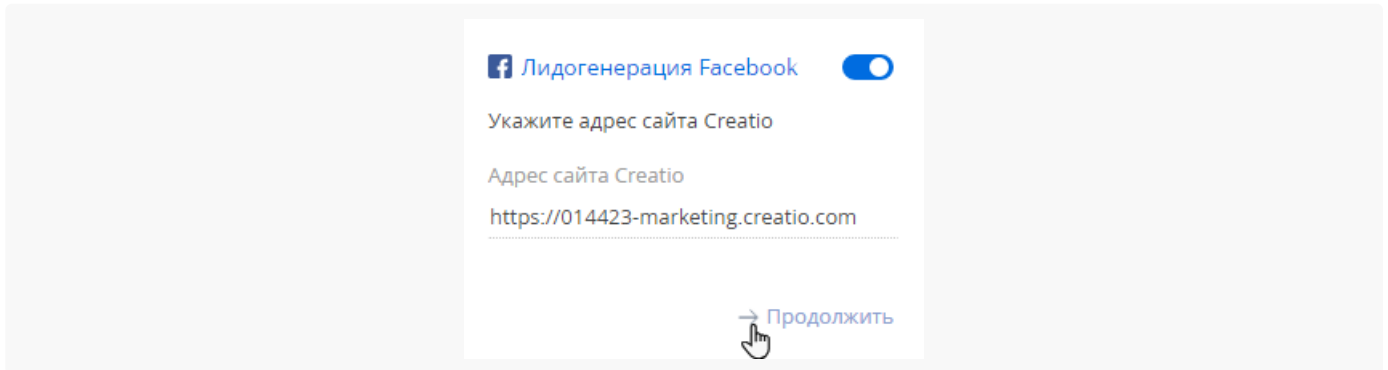 Лидогенерация Facebook
Укажите адрес сайта Creatio
Адрес сайта Creatio
https://014423-marketing.creatio.com
→ Продолжить